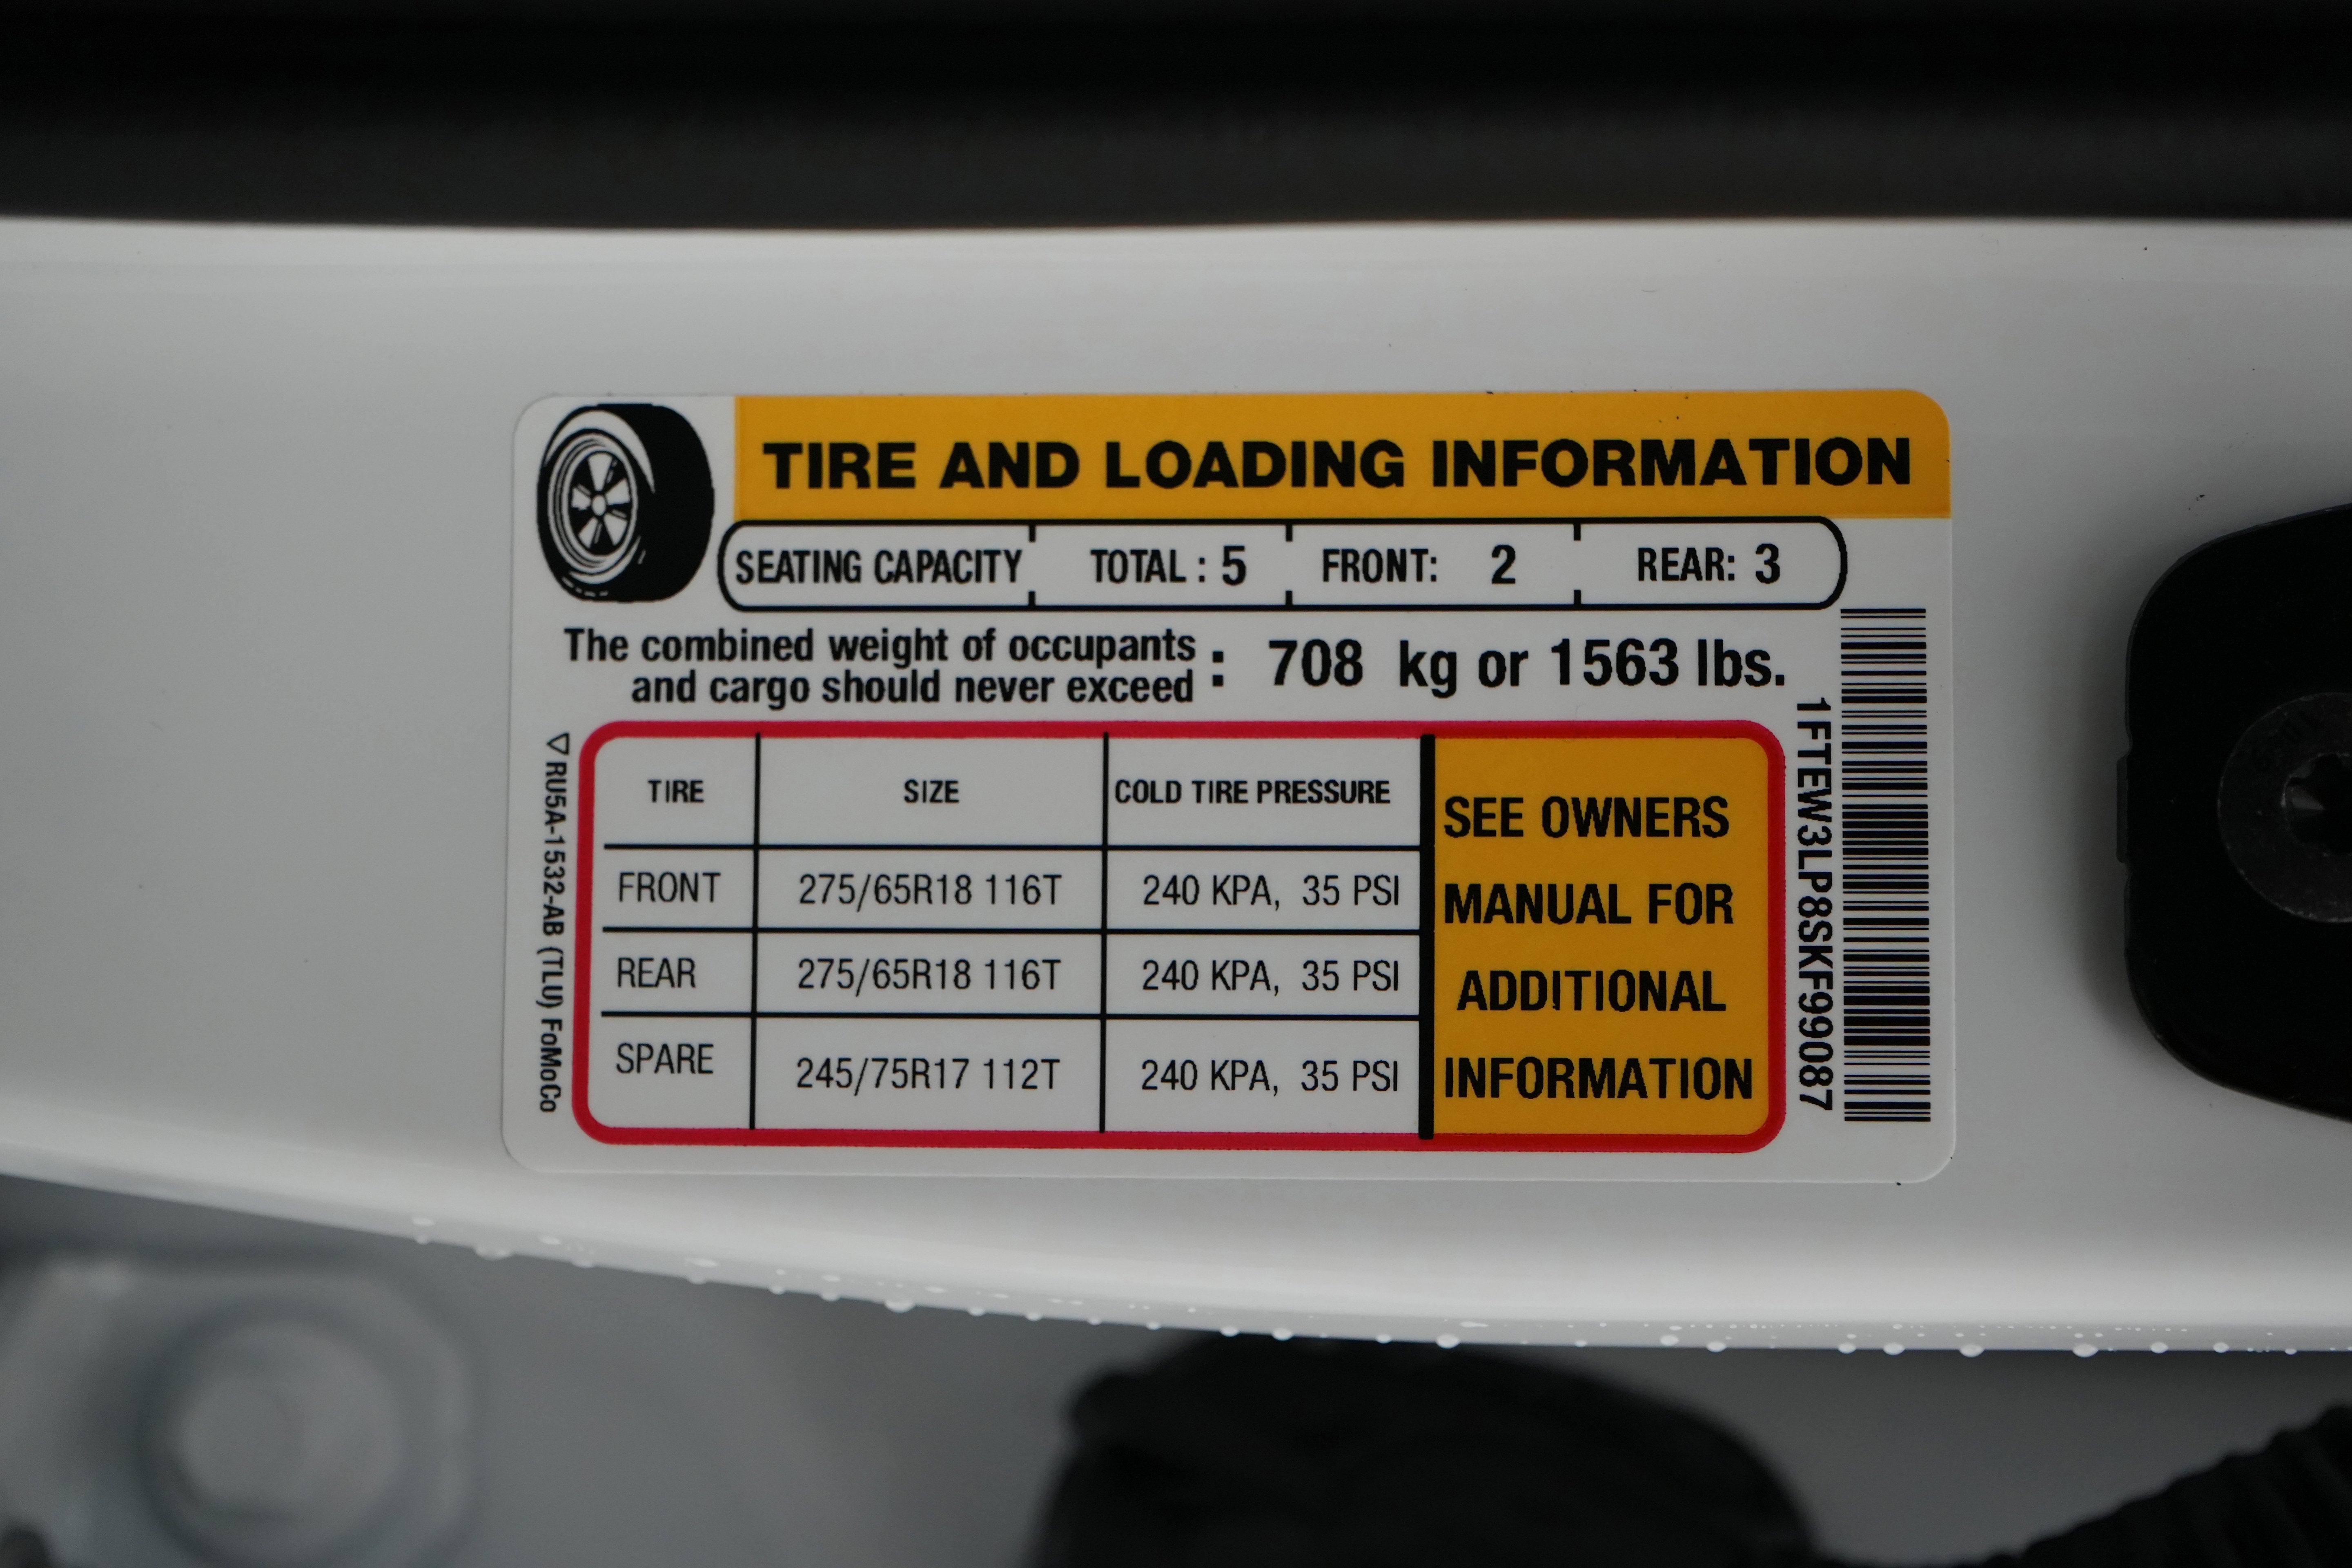 TIRE AND LOADING INFORMATION
SEATING CAPACITY TOTAL : 5 FRONT: 2 REAR: 3
The combined weight of occupants
and cargo should never exceed : 708 kg or 1563 lbs.
TIRE SIZE COLD TIRE PRESSURE
FRONT 275/65R18 116T 240 KPA, 35 PSI
REAR 275/65R18 116T 240 KPA, 35 PSI
SPARE 245/75R17 112T 240 KPA, 35 PSI
SEE OWNERS
MANUAL FOR
ADDITIONAL
INFORMATION
RU5A-1532-AB (TLU) FoMoCo
1FTEW3LP8SKF99087